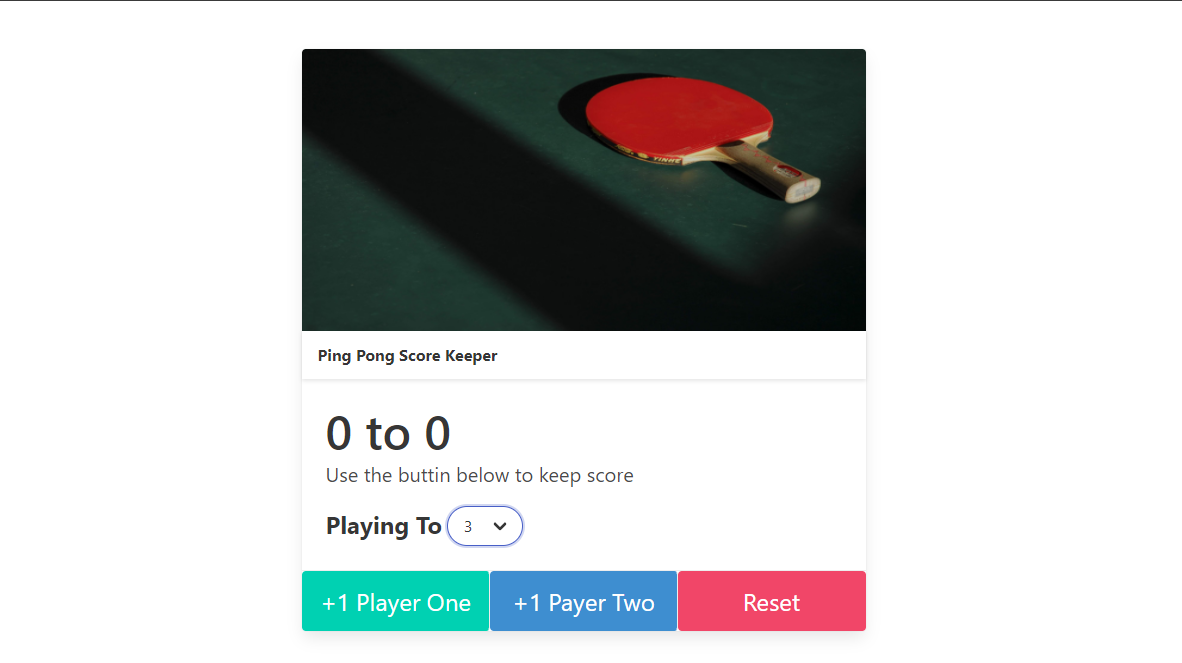 YINHE
Ping Pong Score Keeper
0 to 0
Use the buttin below to keep score
Playing To 3
+1 Player One +1 Payer Two Reset